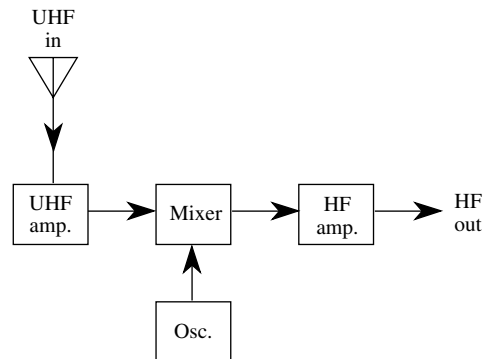 UHF
in
UHF
amp.
Mixer
HF
amp.
HF
out
Osc.